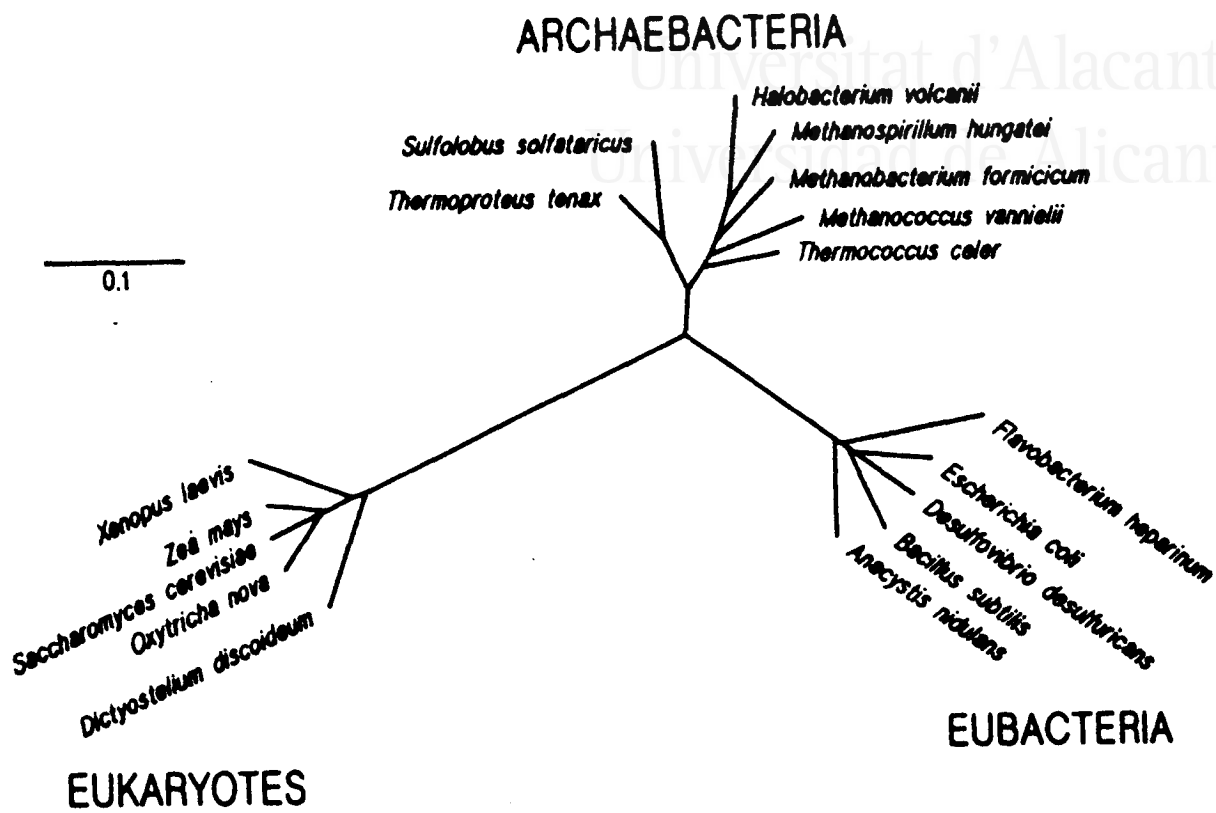 ARCHAEBACTERIA
Universitat d'Alacant
Universidad de Alicant
Halobacterium volcanii
Methanospirillum hungatei
Sulfolobus solfataricus
Methanobacterium formicicum
Thermoproteus tenax
Methanococcus vannielii
Thermococcus celer
0.1
Xenopus laevis
Zea mays
Saccharomyces cerevisiae
Oxytricha nova
Dictyostelium discoideum
EUKARYOTES
Flavobacterium heparinum
Escherichia coli
Desulfovibrio desulfuricans
Bacillus subtilis
Anacystis nidulans
EUBACTERIA